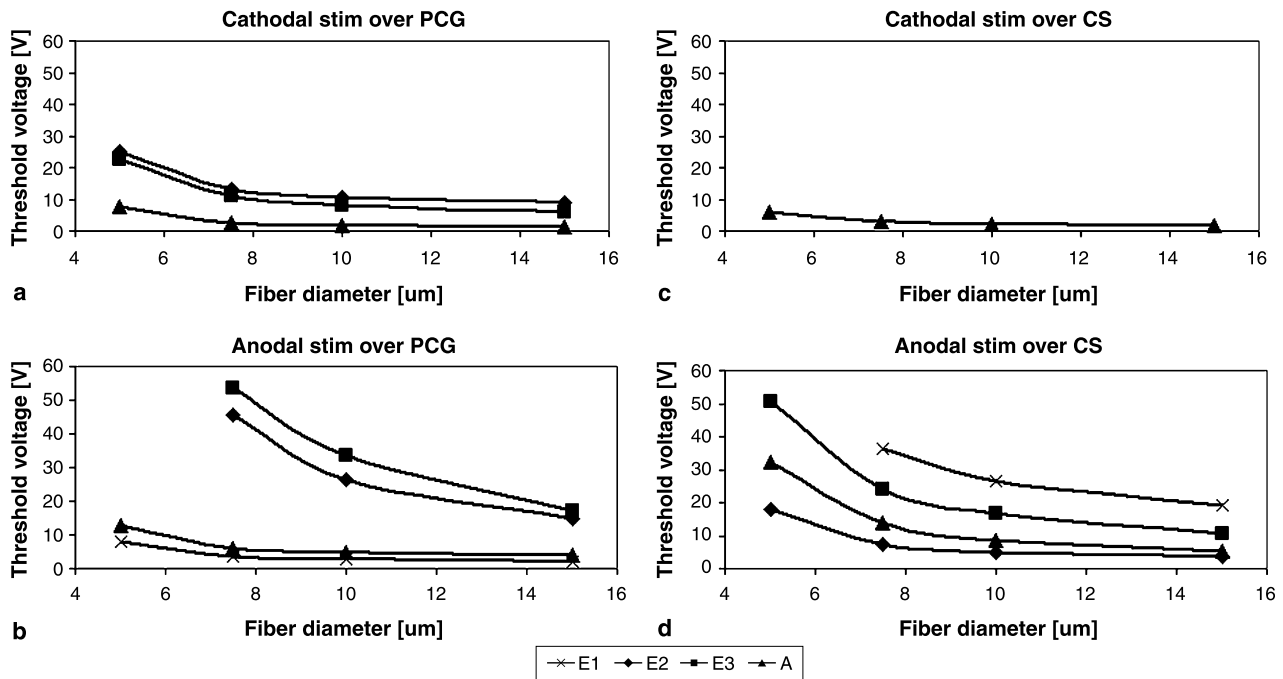 Cathodal stim over PCG
Threshold voltage [V]
60
50
40
30
20
10
0
4 6 8 10 12 14 16
Fiber diameter [um]
a
Cathodal stim over CS
Threshold voltage [V]
60
50
40
30
20
10
0
4 6 8 10 12 14 16
Fiber diameter [um]
c
Anodal stim over PCG
Threshold voltage [V]
60
50
40
30
20
10
0
4 6 8 10 12 14 16
Fiber diameter [um]
b
Anodal stim over CS
Threshold voltage [V]
60
50
40
30
20
10
0
4 6 8 10 12 14 16
Fiber diameter [um]
d
E1 E2 E3 A